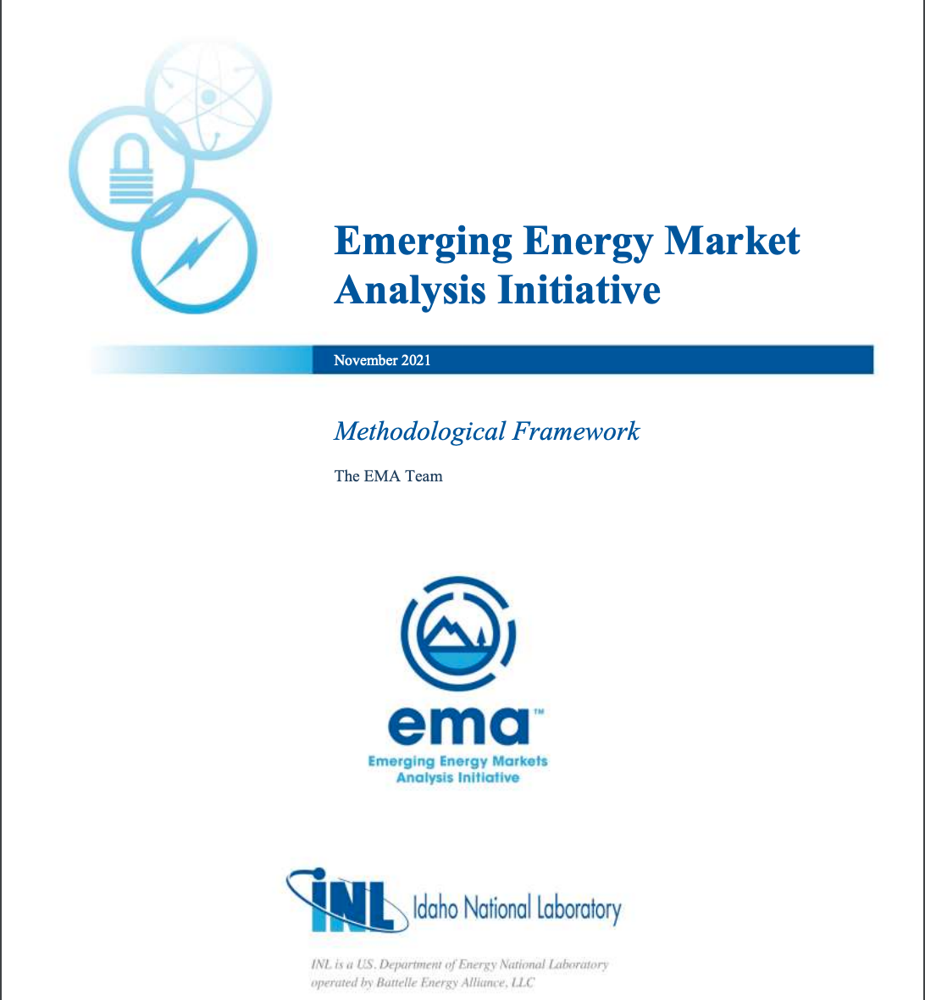 Emerging Energy Market
Analysis Initiative
November 2021
Methodological Framework
The EMA Team
ema™
Emerging Energy Markets
Analysis Initiative
INL Idaho National Laboratory
INL is a U.S. Department of Energy National Laboratory
operated by Battelle Energy Alliance, LLC